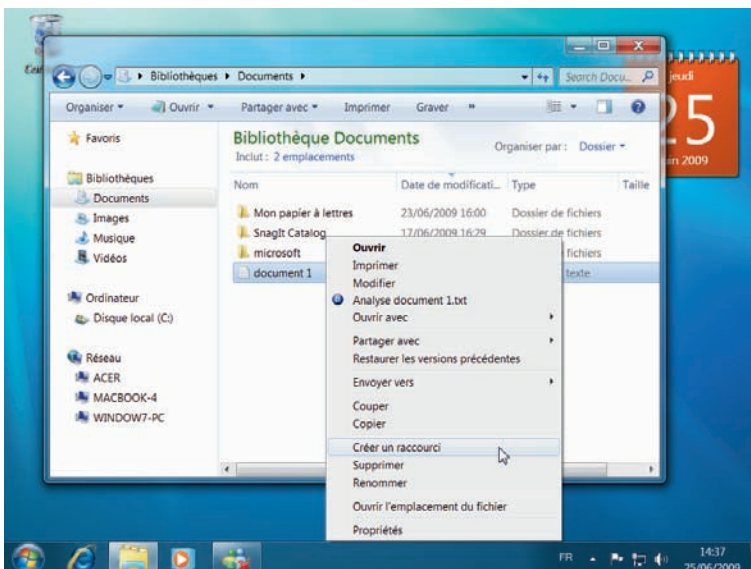 Bibliothèques Documents
Search Docu...
jeudi
25
2009
Organiser Ouvrir Partager avec Imprimer Graver »
Favoris
Bibliothèques
Documents
Images
Musique
Vidéos
Ordinateur
Disque local (C:)
Réseau
ACER
MACBOOK-4
WINDOW7-PC
Bibliothèque Documents
Inclut : 2 emplacements
Organiser par : Dossier
Nom Date de modificati... Type Taille
Mon papier à lettres 23/06/2009 16:00 Dossier de fichiers
SnagIt Catalog 17/06/2009 16:29 Dossier de fichiers
microsoft fichiers
document 1 texte
Ouvrir
Imprimer
Modifier
Analyse document 1.txt
Ouvrir avec
Partager avec
Restaurer les versions précédentes
Envoyer vers
Couper
Copier
Créer un raccourci
Supprimer
Renommer
Ouvrir l'emplacement du fichier
Propriétés
FR
14:37
25/06/2009